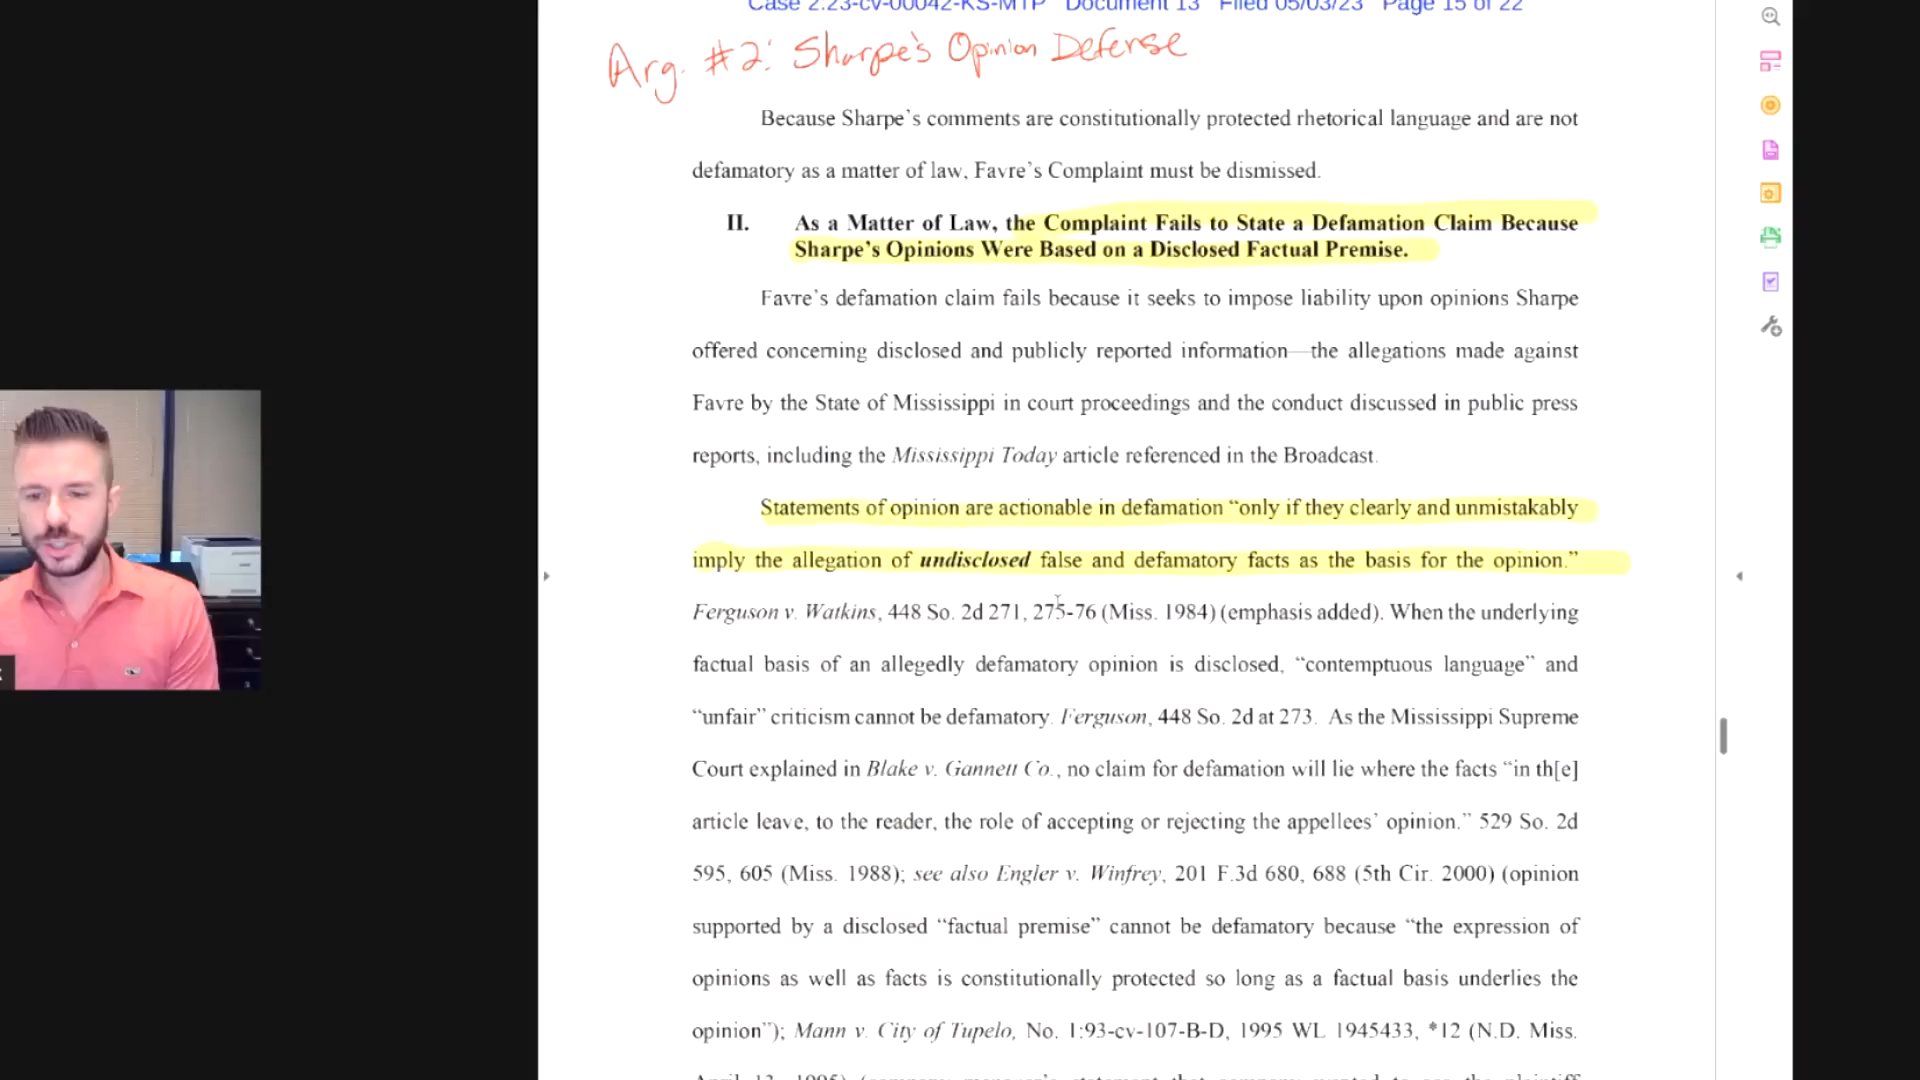 Case 2:23-cv-00042-KS-MTP Document 13 Filed 05/03/23 Page 15 of 22
Arg. #2: Sharpe's Opinion Defense
Because Sharpe’s comments are constitutionally protected rhetorical language and are not
defamatory as a matter of law, Favre’s Complaint must be dismissed.
II. As a Matter of Law, the Complaint Fails to State a Defamation Claim Because
Sharpe’s Opinions Were Based on a Disclosed Factual Premise.
Favre’s defamation claim fails because it seeks to impose liability upon opinions Sharpe
offered concerning disclosed and publicly reported information—the allegations made against
Favre by the State of Mississippi in court proceedings and the conduct discussed in public press
reports, including the Mississippi Today article referenced in the Broadcast.
Statements of opinion are actionable in defamation “only if they clearly and unmistakably
imply the allegation of undisclosed false and defamatory facts as the basis for the opinion.”
Ferguson v. Watkins, 448 So. 2d 271, 275-76 (Miss. 1984) (emphasis added). When the underlying
factual basis of an allegedly defamatory opinion is disclosed, “contemptuous language” and
“unfair” criticism cannot be defamatory. Ferguson, 448 So. 2d at 273. As the Mississippi Supreme
Court explained in Blake v. Gannett Co., no claim for defamation will lie where the facts “in th[e]
article leave, to the reader, the role of accepting or rejecting the appellees’ opinion.” 529 So. 2d
595, 605 (Miss. 1988); see also Engler v. Winfrey, 201 F.3d 680, 688 (5th Cir. 2000) (opinion
supported by a disclosed “factual premise” cannot be defamatory because “the expression of
opinions as well as facts is constitutionally protected so long as a factual basis underlies the
opinion”); Mann v. City of Tupelo, No. 1:93-cv-107-B-D, 1995 WL 1945433, *12 (N.D. Miss.